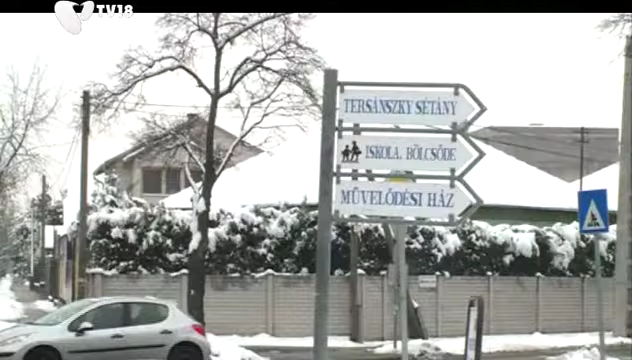 TV18
TERSÁNSZKY SÉTÁNY
ISKOLA, BÖLCSŐDE
MŰVELŐDÉSI HÁZ